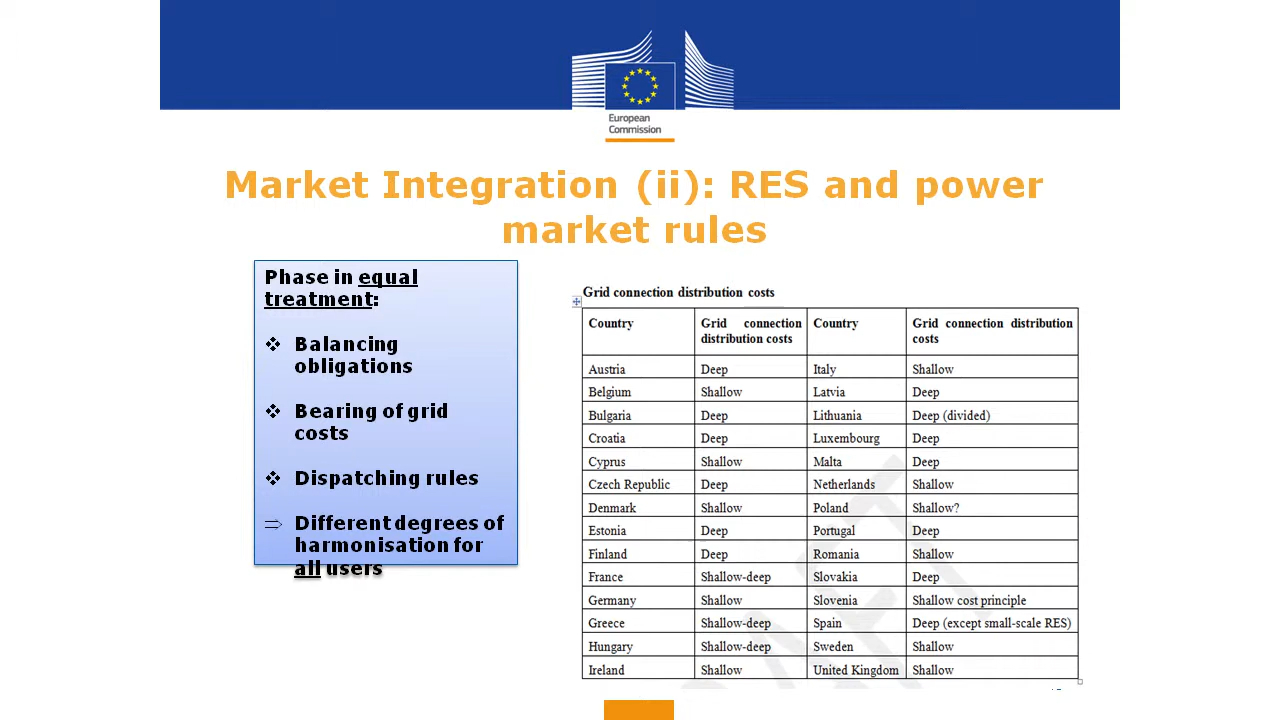 European
Commission
Market Integration (ii): RES and power
market rules
Phase in equal
treatment:
❖ Balancing
obligations
❖ Bearing of grid
costs
❖ Dispatching rules
⇒ Different degrees of
harmonisation for
all users
Grid connection distribution costs
Country Grid connection Country Grid connection distribution
distribution costs costs
Austria Deep Italy Shallow
Belgium Shallow Latvia Deep
Bulgaria Deep Lithuania Deep (divided)
Croatia Deep Luxembourg Deep
Cyprus Shallow Malta Deep
Czech Republic Deep Netherlands Shallow
Denmark Shallow Poland Shallow?
Estonia Deep Portugal Deep
Finland Deep Romania Shallow
France Shallow-deep Slovakia Deep
Germany Shallow Slovenia Shallow cost principle
Greece Shallow-deep Spain Deep (except small-scale RES)
Hungary Shallow-deep Sweden Shallow
Ireland Shallow United Kingdom Shallow